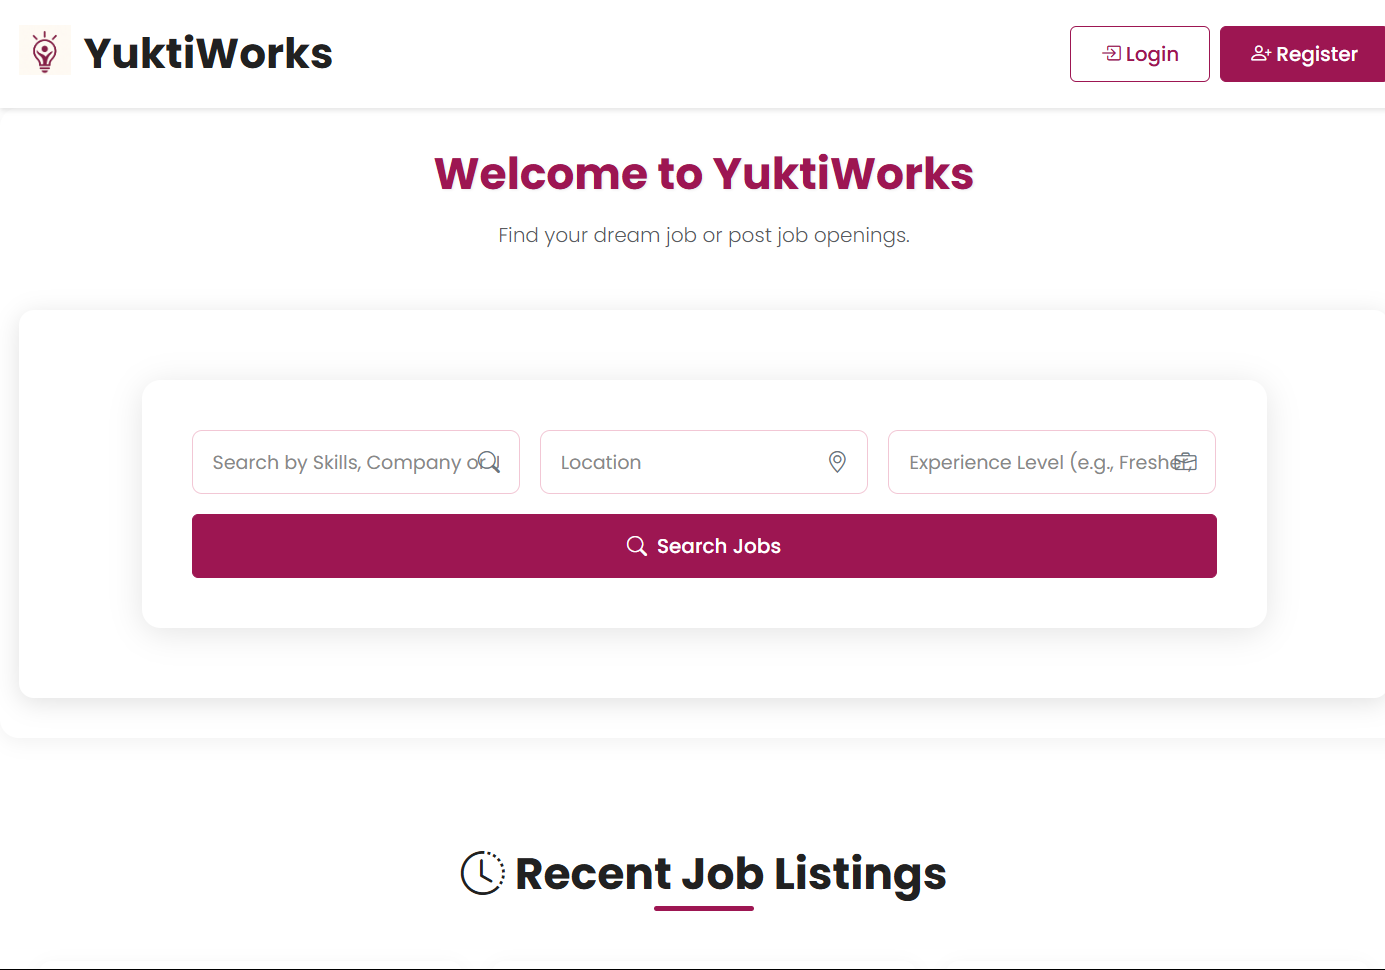 YuktiWorks
Login
Register
Welcome to YuktiWorks
Find your dream job or post job openings.
Search by Skills, Company or
Location
Experience Level (e.g., Fresher,
Search Jobs
Recent Job Listings